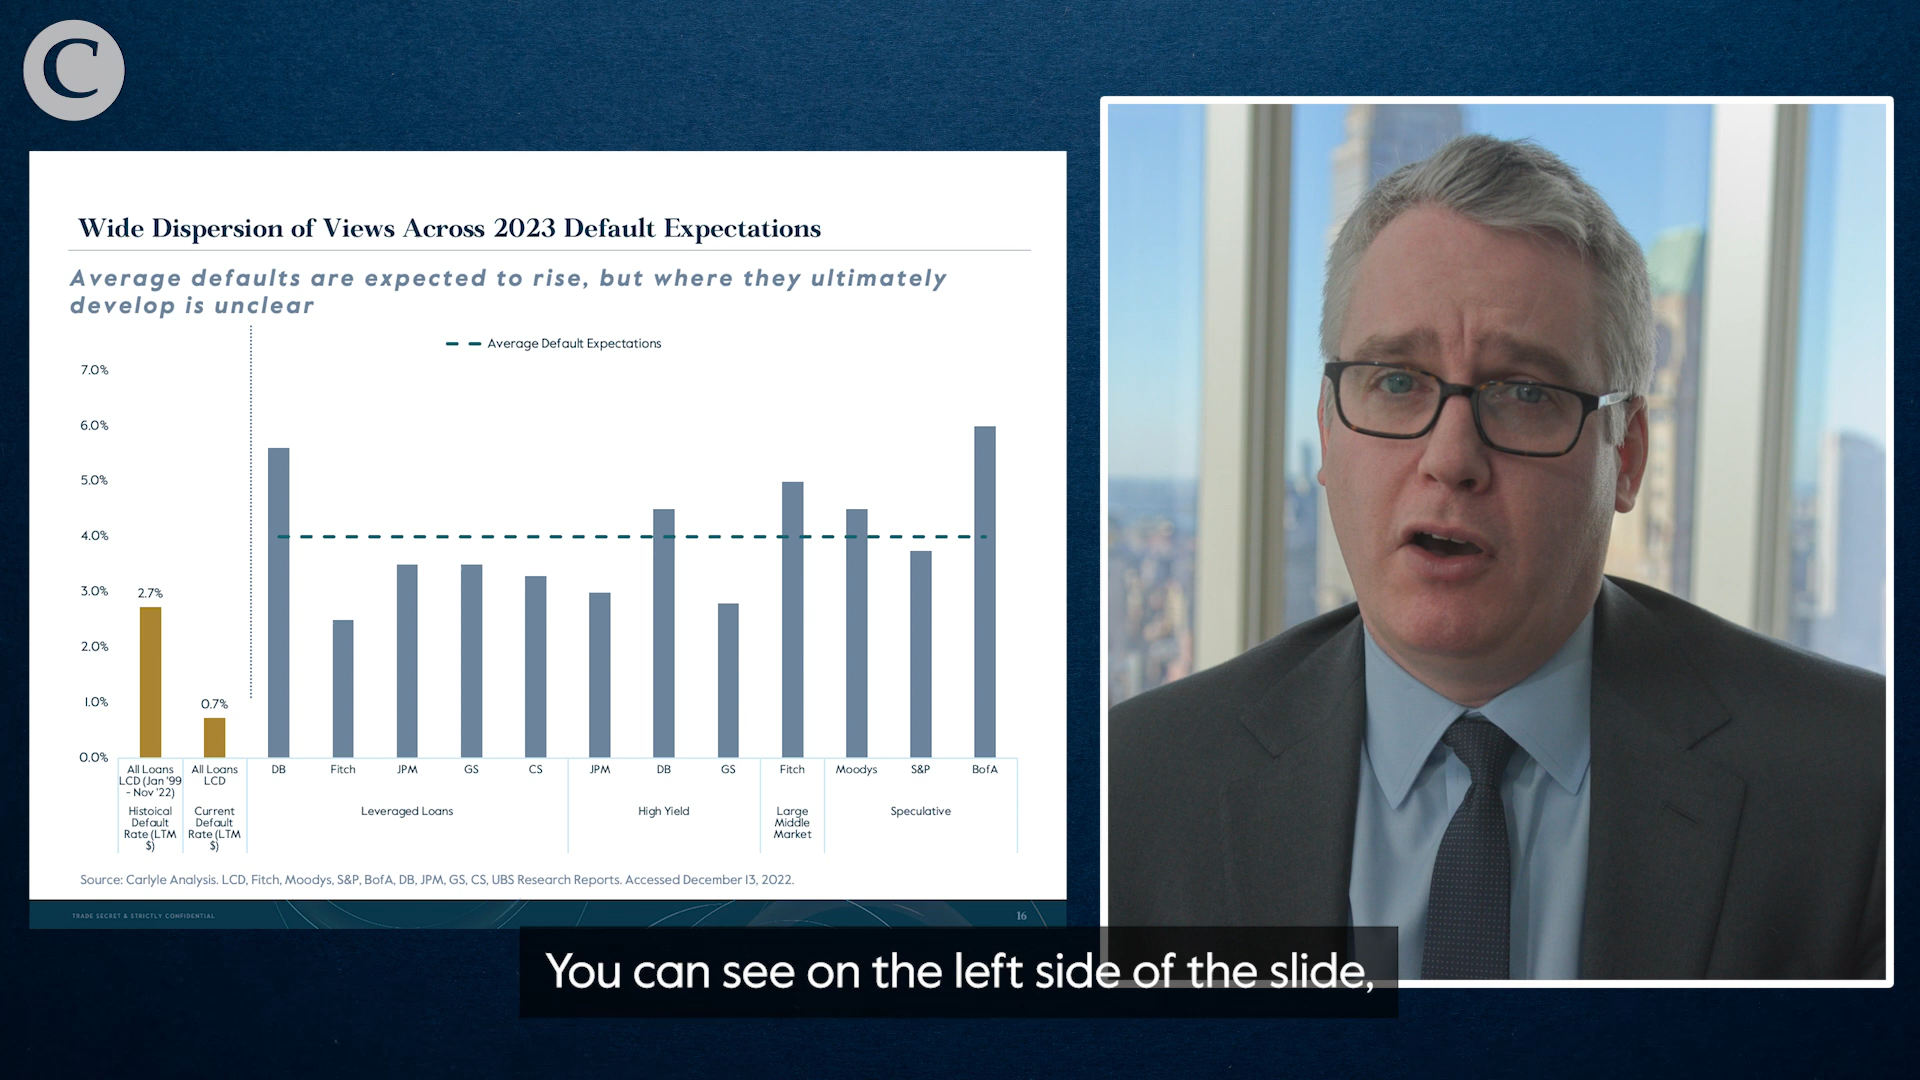 C
Wide Dispersion of Views Across 2023 Default Expectations
Average defaults are expected to rise, but where they ultimately
develop is unclear
Average Default Expectations
7.0%
6.0%
5.0%
4.0%
3.0%
2.0%
1.0%
0.0%
2.7%
0.7%
All Loans
LCD (Jan '99
- Nov '22)
All Loans
LCD
DB
Fitch
JPM
GS
CS
JPM
DB
GS
Fitch
Moodys
S&P
BofA
Histoical
Default
Rate (LTM
$)
Current
Default
Rate (LTM
$)
Leveraged Loans
High Yield
Large
Middle
Market
Speculative
Source: Carlyle Analysis. LCD, Fitch, Moodys, S&P, BofA, DB, JPM, GS, CS, UBS Research Reports. Accessed December 13, 2022.
TRADE SECRET & STRICTLY CONFIDENTIAL
16
You can see on the left side of the slide,